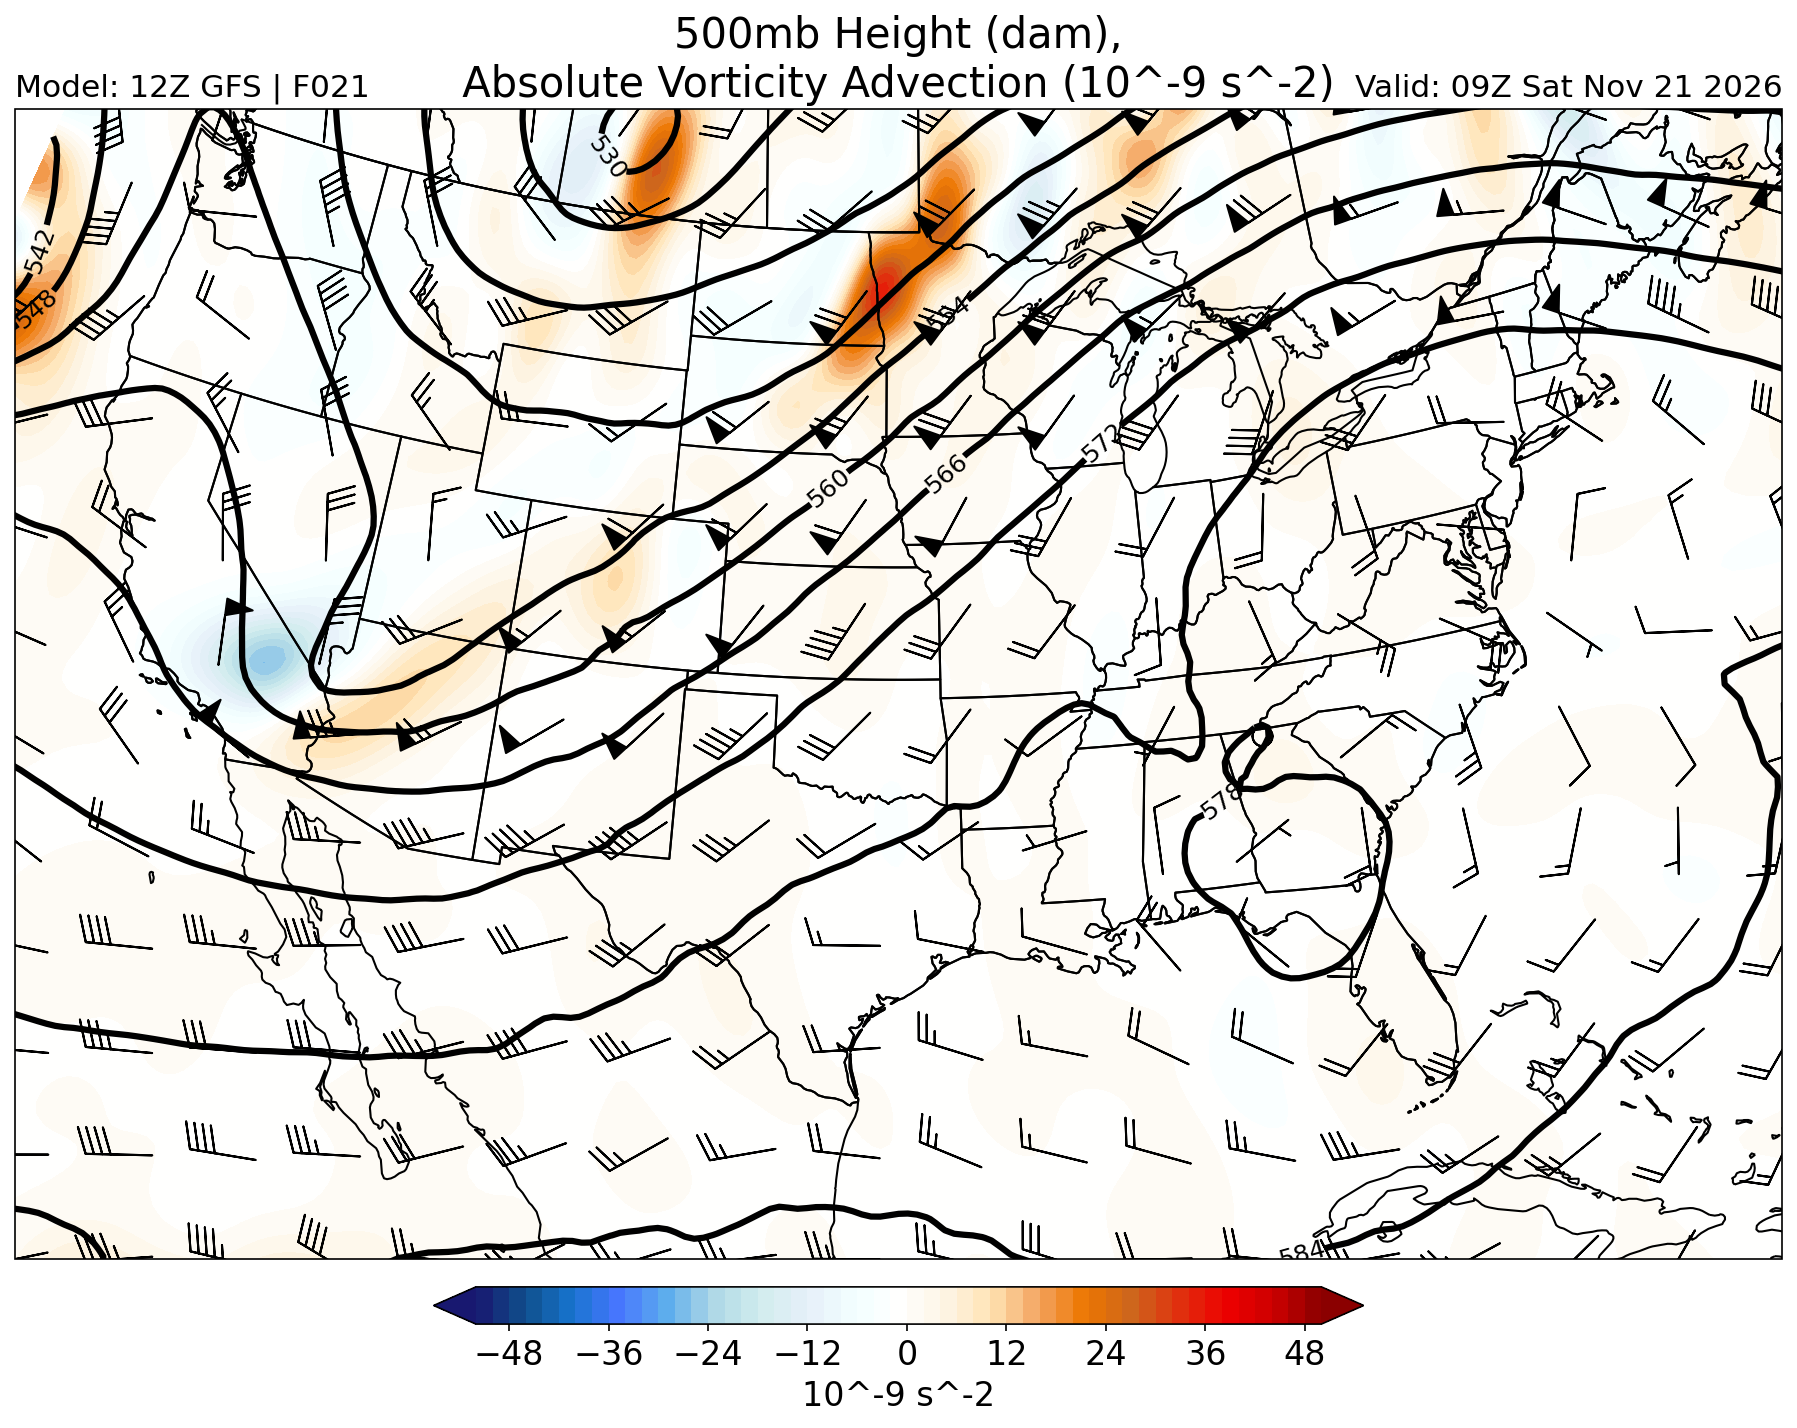 500mb Height (dam),
Model: 12Z GFS | F021
Absolute Vorticity Advection (10^-9 s^-2)
Valid: 09Z Sat Nov 21 2026
530
542
548
554
572
560
566
578
584
−48 −36 −24 −12 0 12 24 36 48
10^-9 s^-2